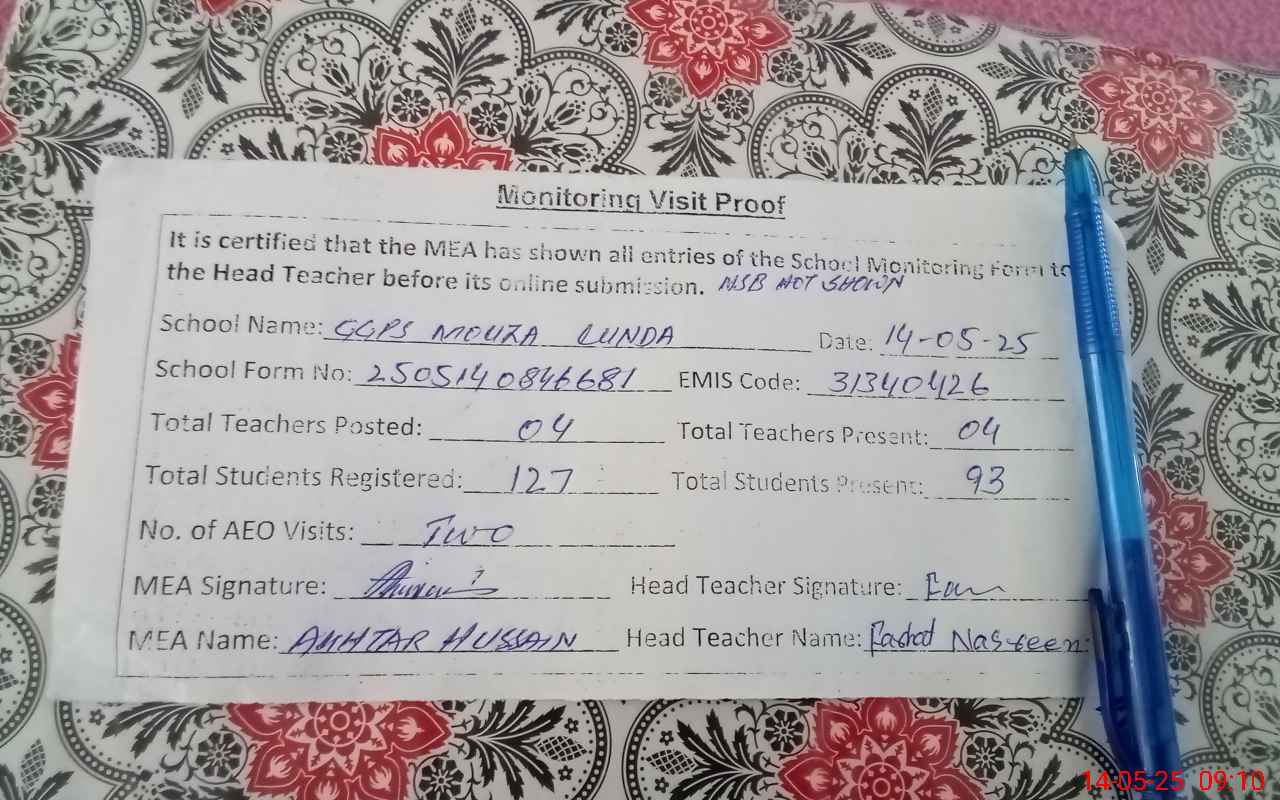 Monitoring Visit Proof
It is certified that the MEA has shown all entries of the School Monitoring Form to
the Head Teacher before its online submission. NSB NOT SHOWN
School Name: GGPS MOUZA LUNDA Date: 14-05-25
School Form No: 2505140846681 EMIS Code: 31340426
Total Teachers Posted: 04 Total Teachers Present: 04
Total Students Registered: 127 Total Students Present: 93
No. of AEO Visits: Two
MEA Signature: Head Teacher Signature:
MEA Name: AKHTAR HUSSAIN Head Teacher Name: Nasreen
14-05-25 09:10